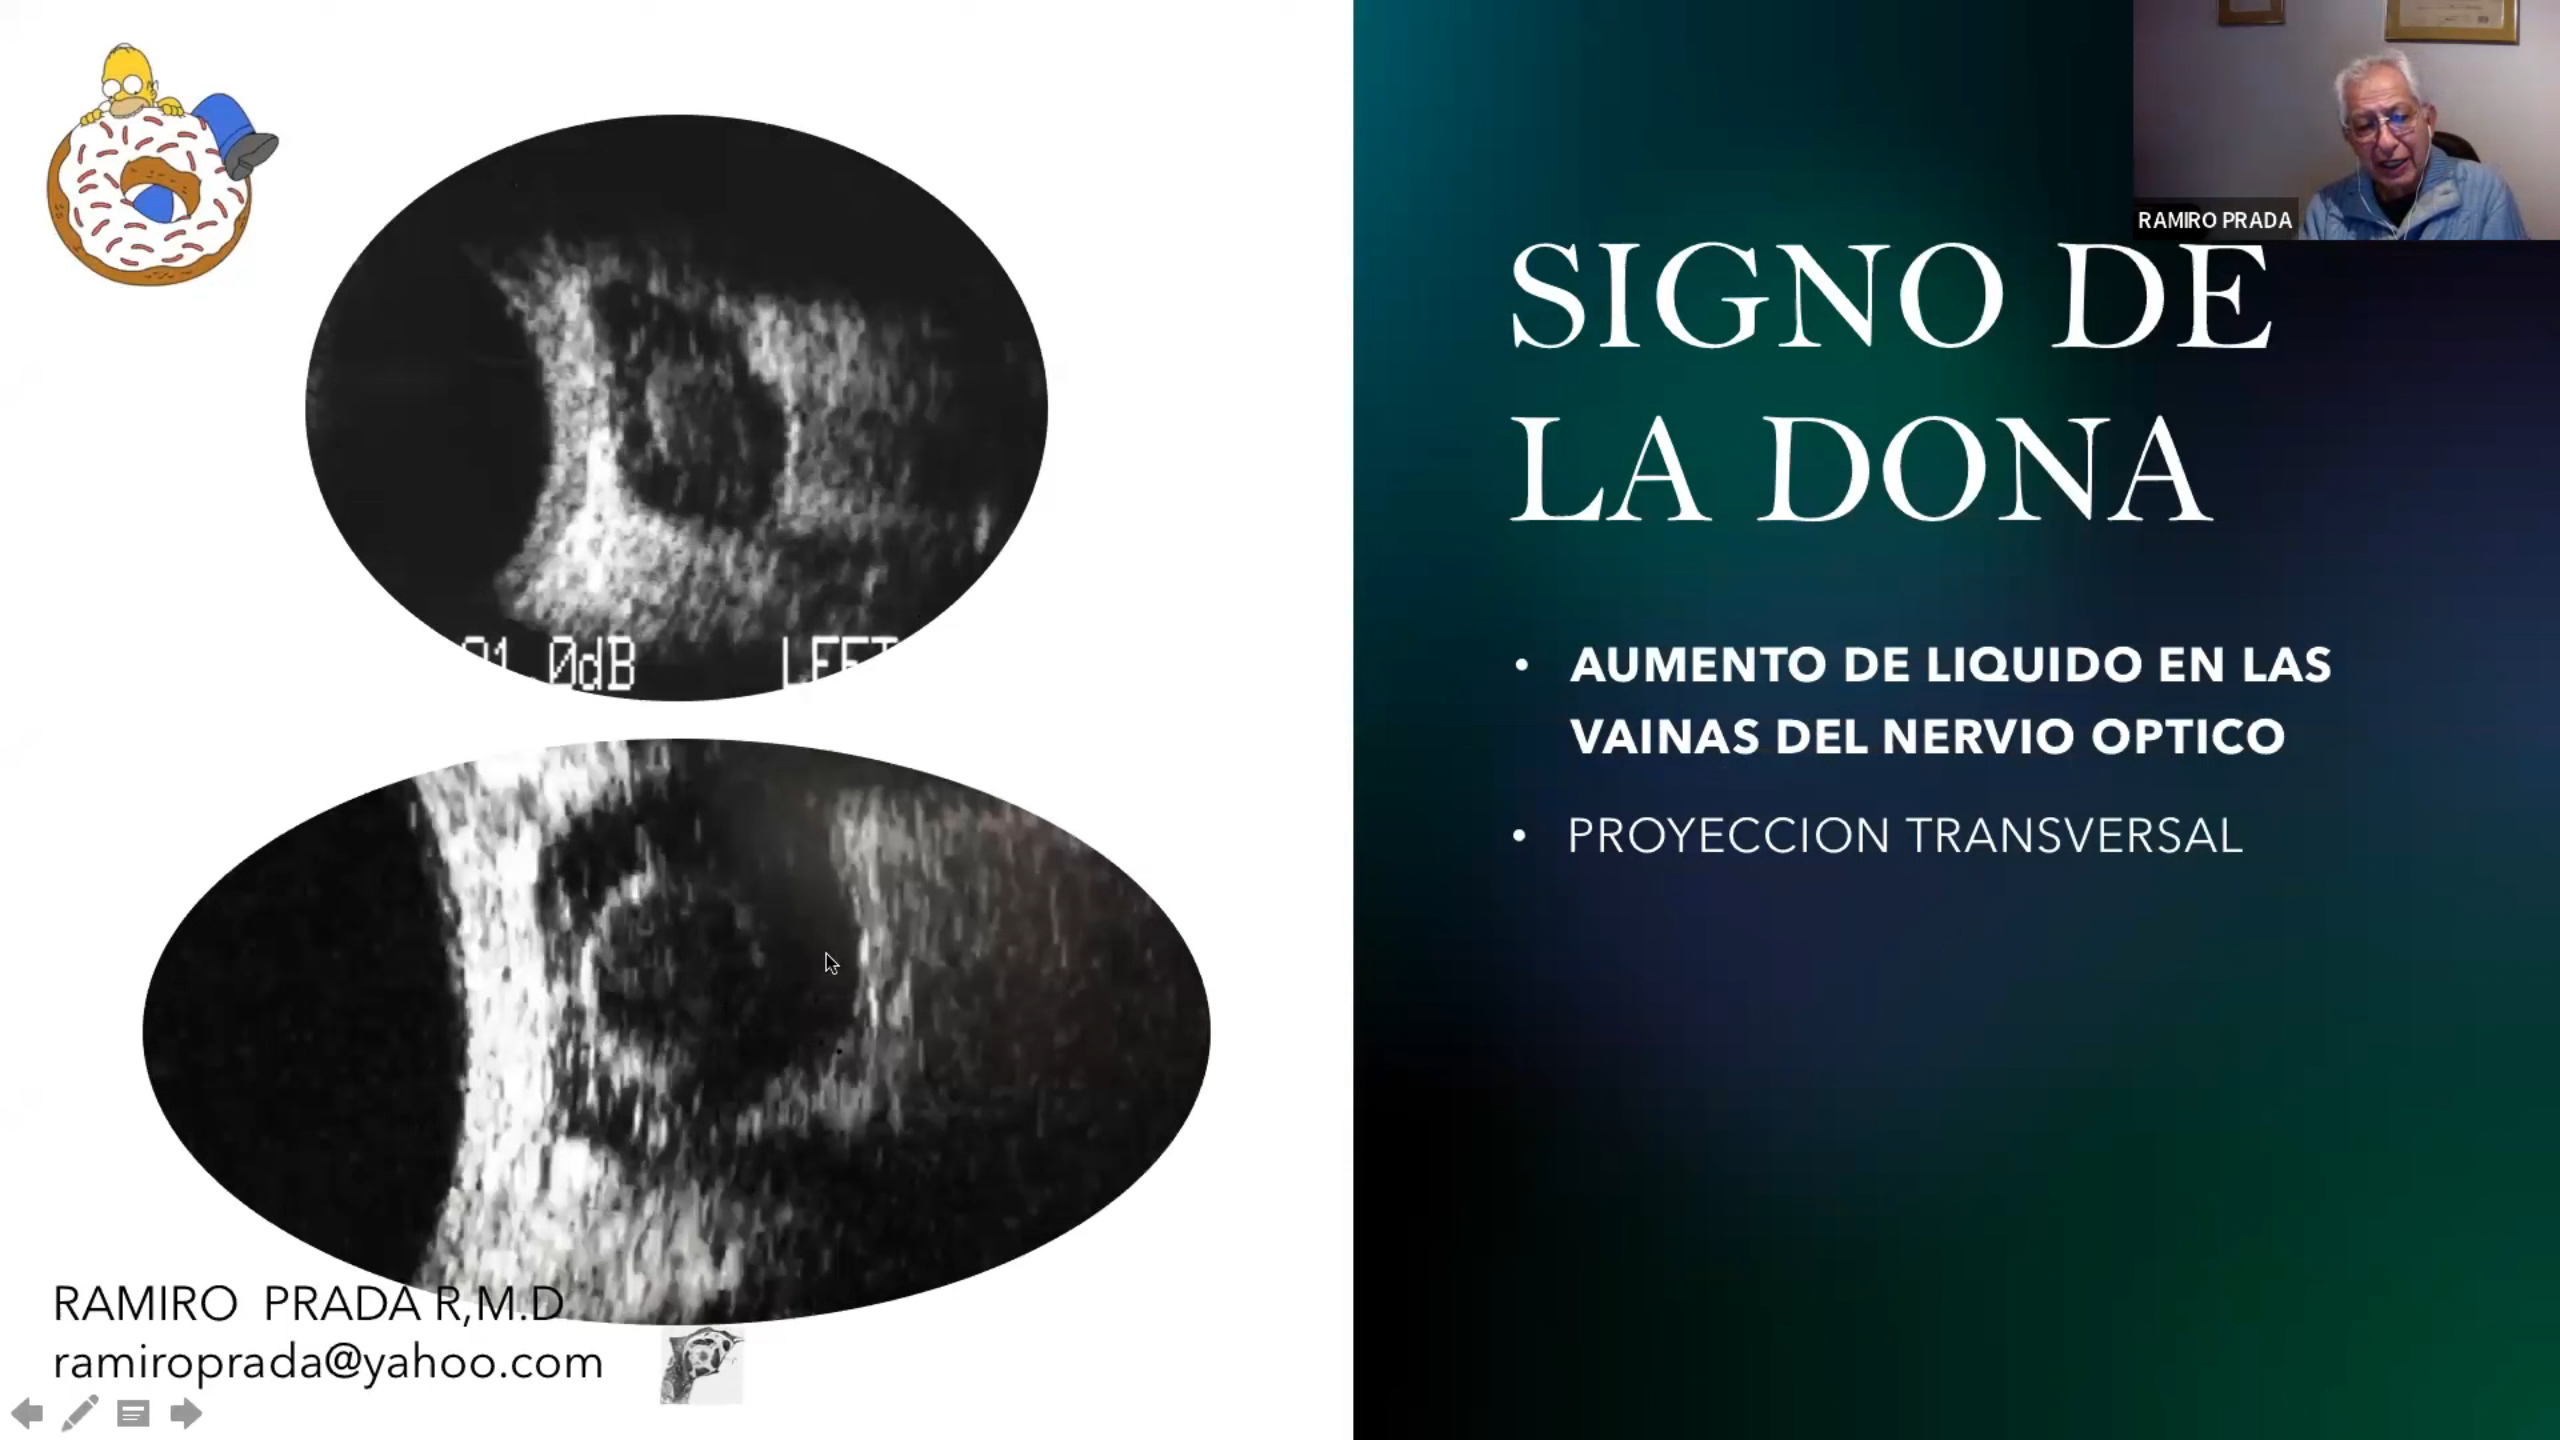 RAMIRO PRADA
SIGNO DE
LA DONA
• AUMENTO DE LIQUIDO EN LAS
VAINAS DEL NERVIO OPTICO
• PROYECCION TRANSVERSAL
0dB LEFT
RAMIRO PRADA R,M.D
ramiroprada@yahoo.com